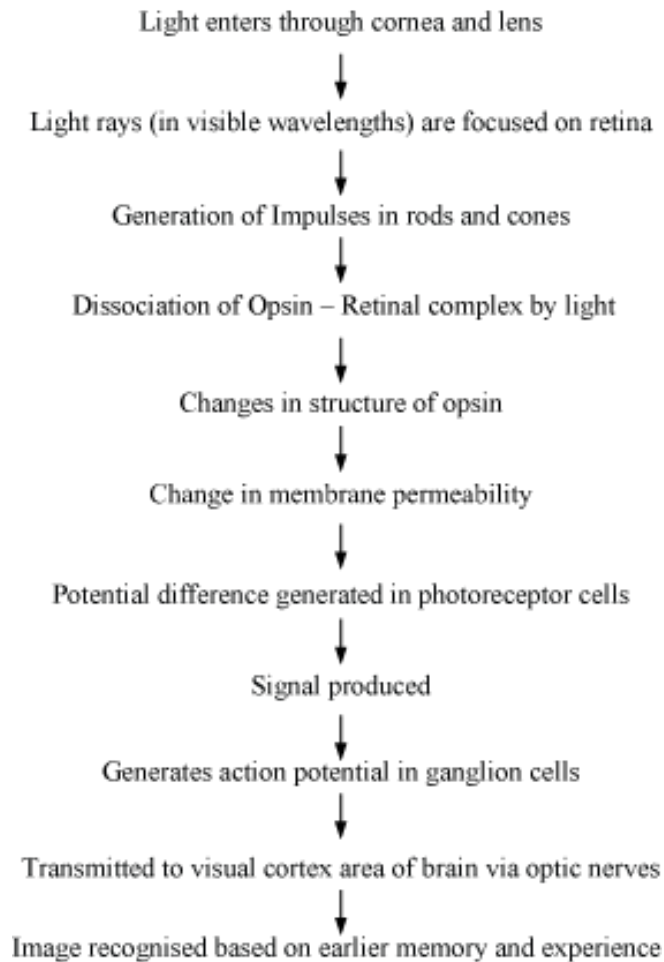 Light enters through cornea and lens
Light rays (in visible wavelengths) are focused on retina
Generation of Impulses in rods and cones
Dissociation of Opsin – Retinal complex by light
Changes in structure of opsin
Change in membrane permeability
Potential difference generated in photoreceptor cells
Signal produced
Generates action potential in ganglion cells
Transmitted to visual cortex area of brain via optic nerves
Image recognised based on earlier memory and experience